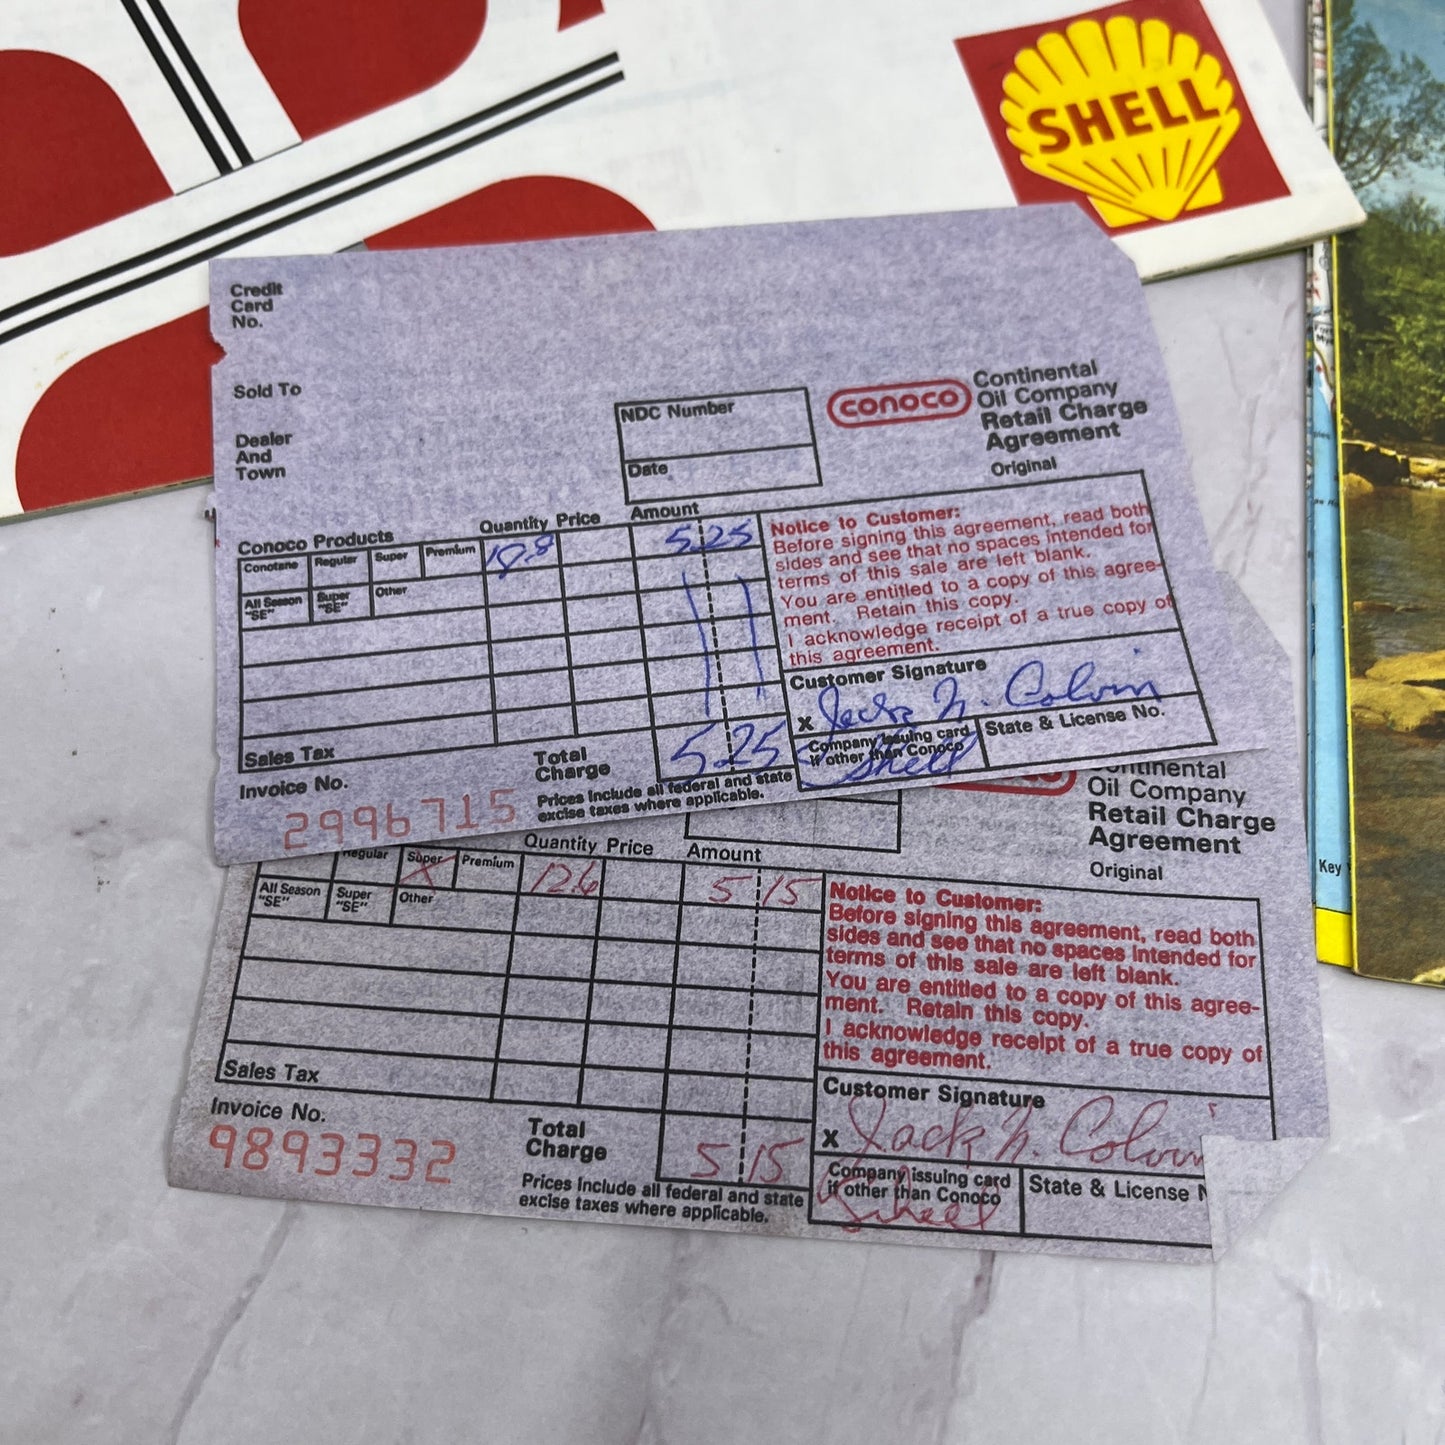 SHELL
Credit
Card
No.
Sold To
Dealer
And
Town
NDC Number
Date
conoco
Continental
Oil Company
Retail Charge
Agreement
Original
Conoco Products
Quantity Price
Amount
Conotane
Regular
Super
Premium
5 25
All Season
"SE"
Super
"SE"
Other
Notice to Customer:
Before signing this agreement, read both
sides and see that no spaces intended for
terms of this sale are left blank.
You are entitled to a copy of this agree-
ment. Retain this copy.
I acknowledge receipt of a true copy of
this agreement.
Customer Signature
x Jack N. Colvin
Company issuing card
if other than Conoco
Shell
State & License No.
Sales Tax
Total
Charge
5 25
Invoice No.
2996715
Prices include all federal and state
excise taxes where applicable.
Continental
Oil Company
Retail Charge
Agreement
Original
Quantity Price
Amount
Regular
Super
X
Premium
12.6
5 15
All Season
"SE"
Super
"SE"
Other
Notice to Customer:
Before signing this agreement, read both
sides and see that no spaces intended for
terms of this sale are left blank.
You are entitled to a copy of this agree-
ment. Retain this copy.
I acknowledge receipt of a true copy of
this agreement.
Customer Signature
x Jack N. Colvin
Company issuing card
if other than Conoco
Shell
State & License
Sales Tax
Total
Charge
5 15
Invoice No.
9893332
Prices include all federal and state
excise taxes where applicable.
Key